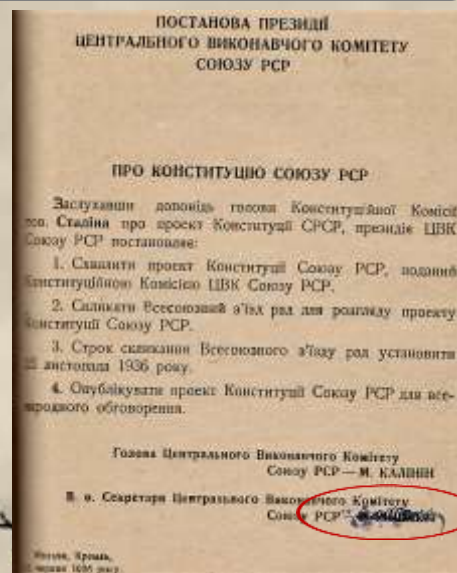 ПОСТАНОВА ПРЕЗИДІЇ
ЦЕНТРАЛЬНОГО ВИКОНАВЧОГО КОМІТЕТУ
СОЮЗУ РСР
ПРО КОНСТИТУЦІЮ СОЮЗУ РСР
Заслухавши доповідь голови Конституційної Комісії
тов. Сталіна про проект Конституції СРСР, президія ЦВК
Союзу РСР постановляє:
1. Схвалити проект Конституції Союзу РСР, поданий
Конституційною Комісією ЦВК Союзу РСР.
2. Скликати Всесоюзний з'їзд рад для розгляду проекту
Конституції Союзу РСР.
3. Строк скликання Всесоюзного з'їзду рад установити
листопада 1936 року.
4. Опублікувати проект Конституції Союзу РСР для все-
народного обговорення.
Голова Центрального Виконавчого Комітету
Союзу РСР — М. КАЛІНІН
В. о. Секретаря Центрального Виконавчого Комітету
Союзу РСР
Москва, Кремль,
червня 1936 року.